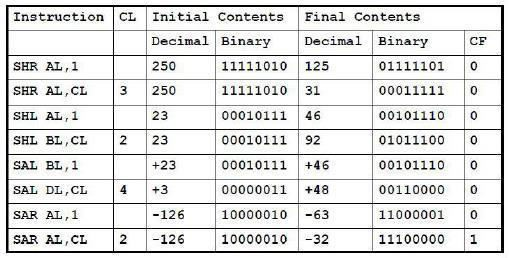 Instruction CL Initial Contents Final Contents
Decimal Binary Decimal Binary CF
SHR AL,1 250 11111010 125 01111101 0
SHR AL,CL 3 250 11111010 31 00011111 0
SHL AL,1 23 00010111 46 00101110 0
SHL BL,CL 2 23 00010111 92 01011100 0
SAL BL,1 +23 00010111 +46 00101110 0
SAL DL,CL 4 +3 00000011 +48 00110000 0
SAR AL,1 -126 10000010 -63 11000001 0
SAR AL,CL 2 -126 10000010 -32 11100000 1